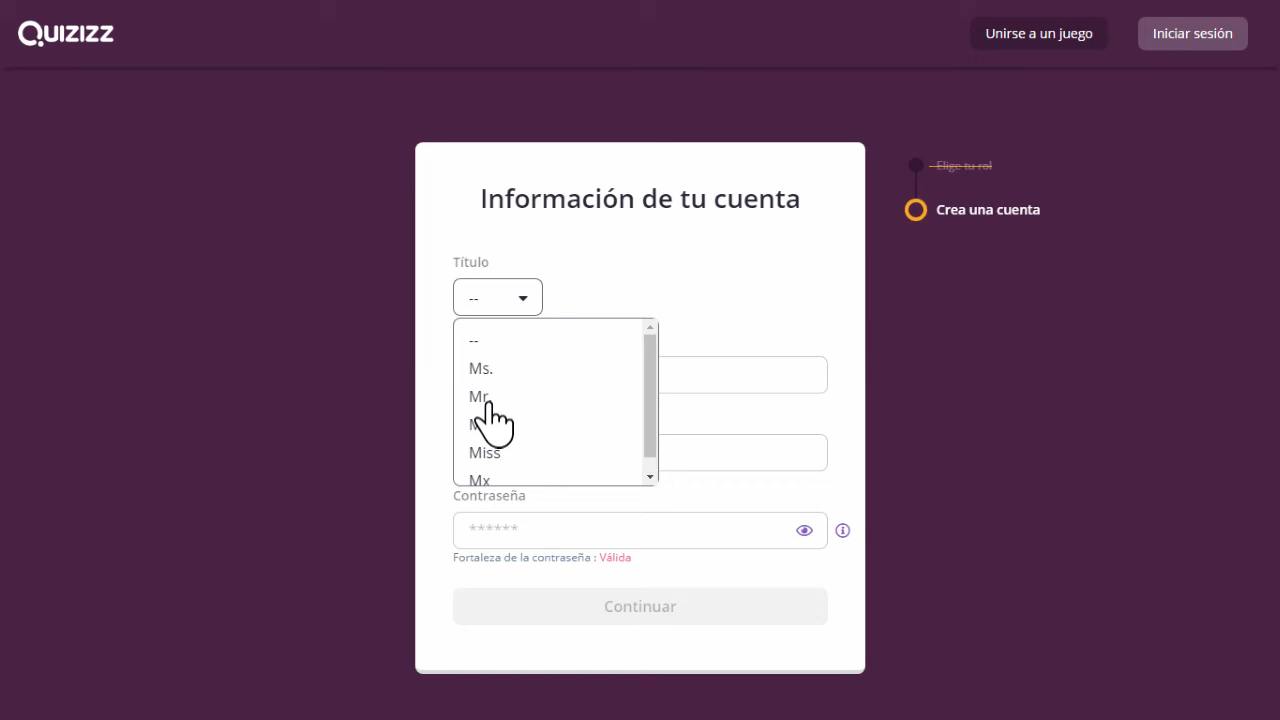 QUIZIZZ
Unirse a un juego
Iniciar sesión
Elige tu rol
Crea una cuenta
Información de tu cuenta
Título
--
--
Ms.
Mr.
Miss
Mx
Contraseña
******
Fortaleza de la contraseña : Válida
Continuar